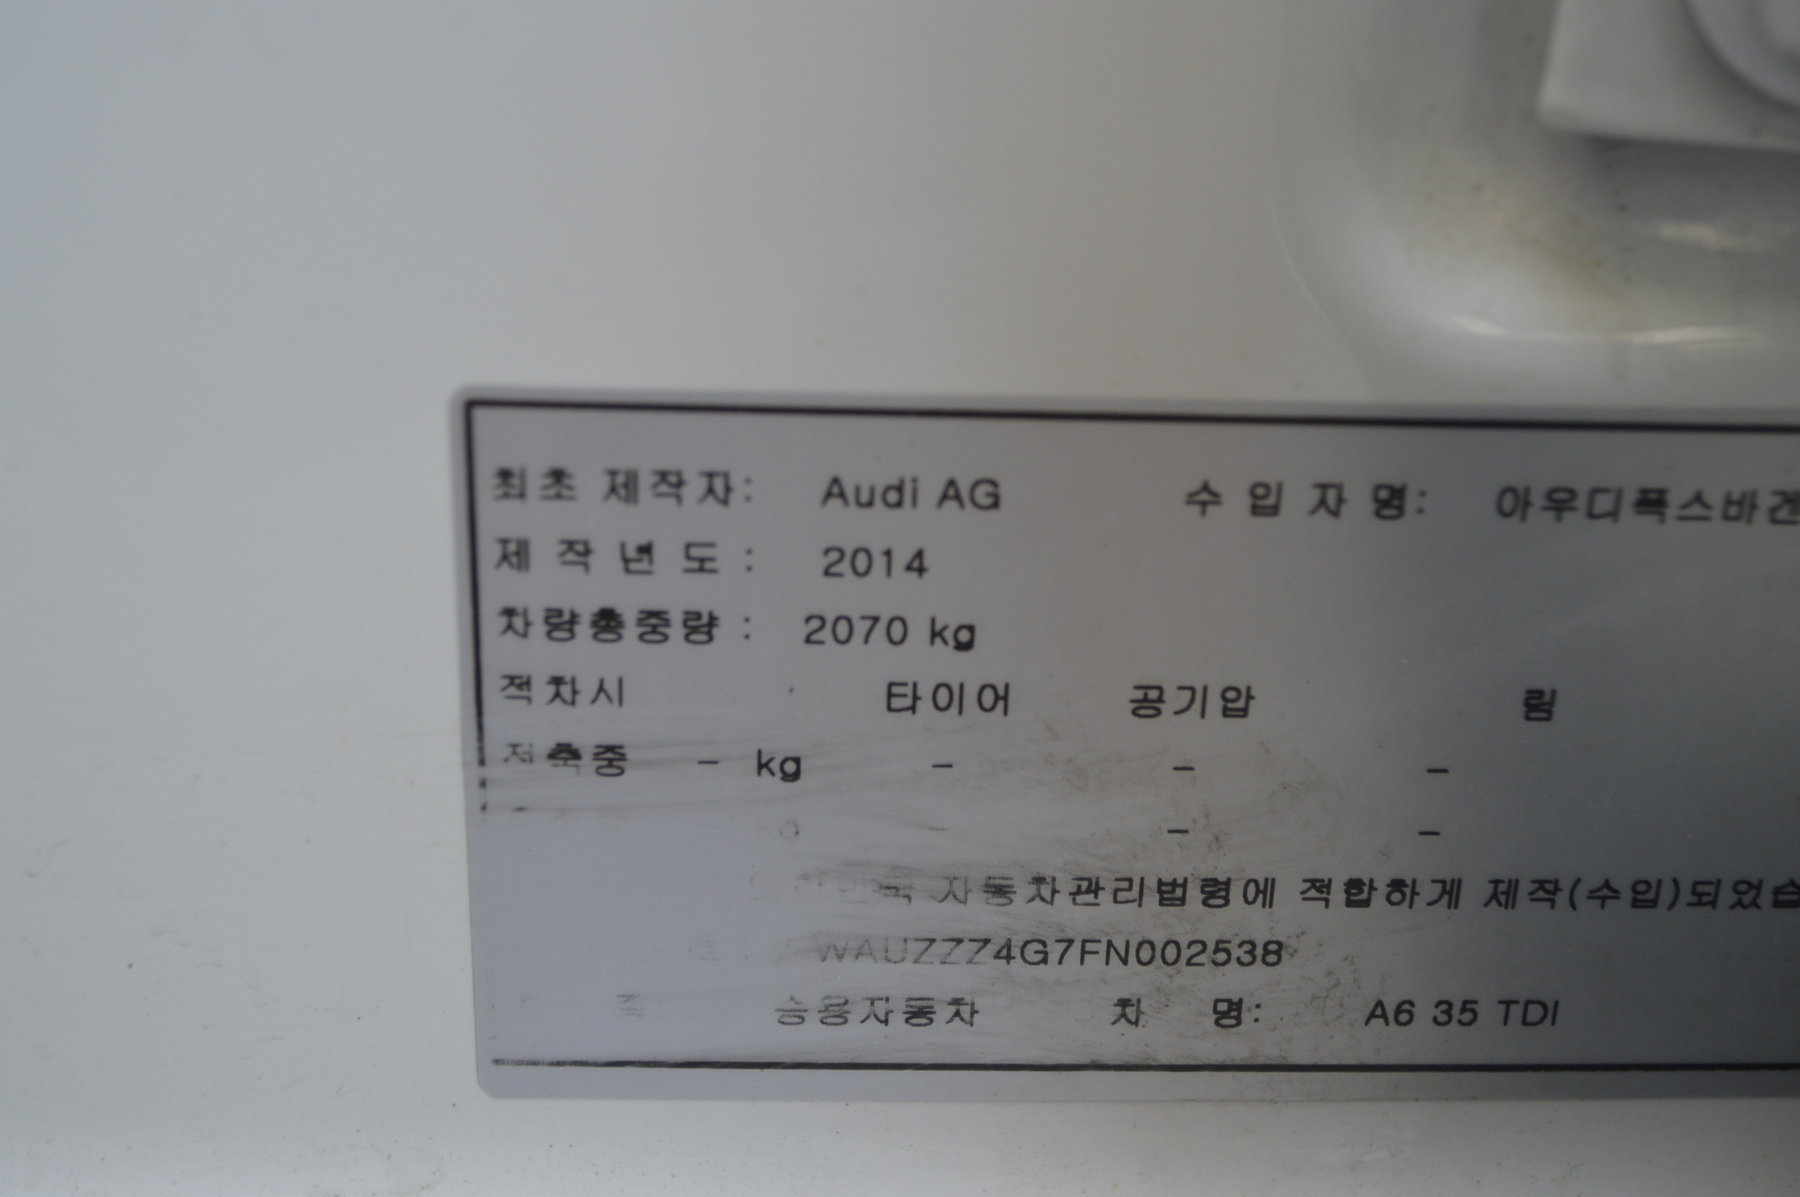 최초 제작자: Audi AG 수 입 자 명: 아우디폭스바겐
제 작 년 도 : 2014
차량총중량 : 2070 kg
적차시 타이어 공기압 림
전축중 - kg - - -
- - -
자동차관리법령에 적합하게 제작(수입)되었습
WAUZZZ4G7FN002538
승용자동차 차 명: A6 35 TDI